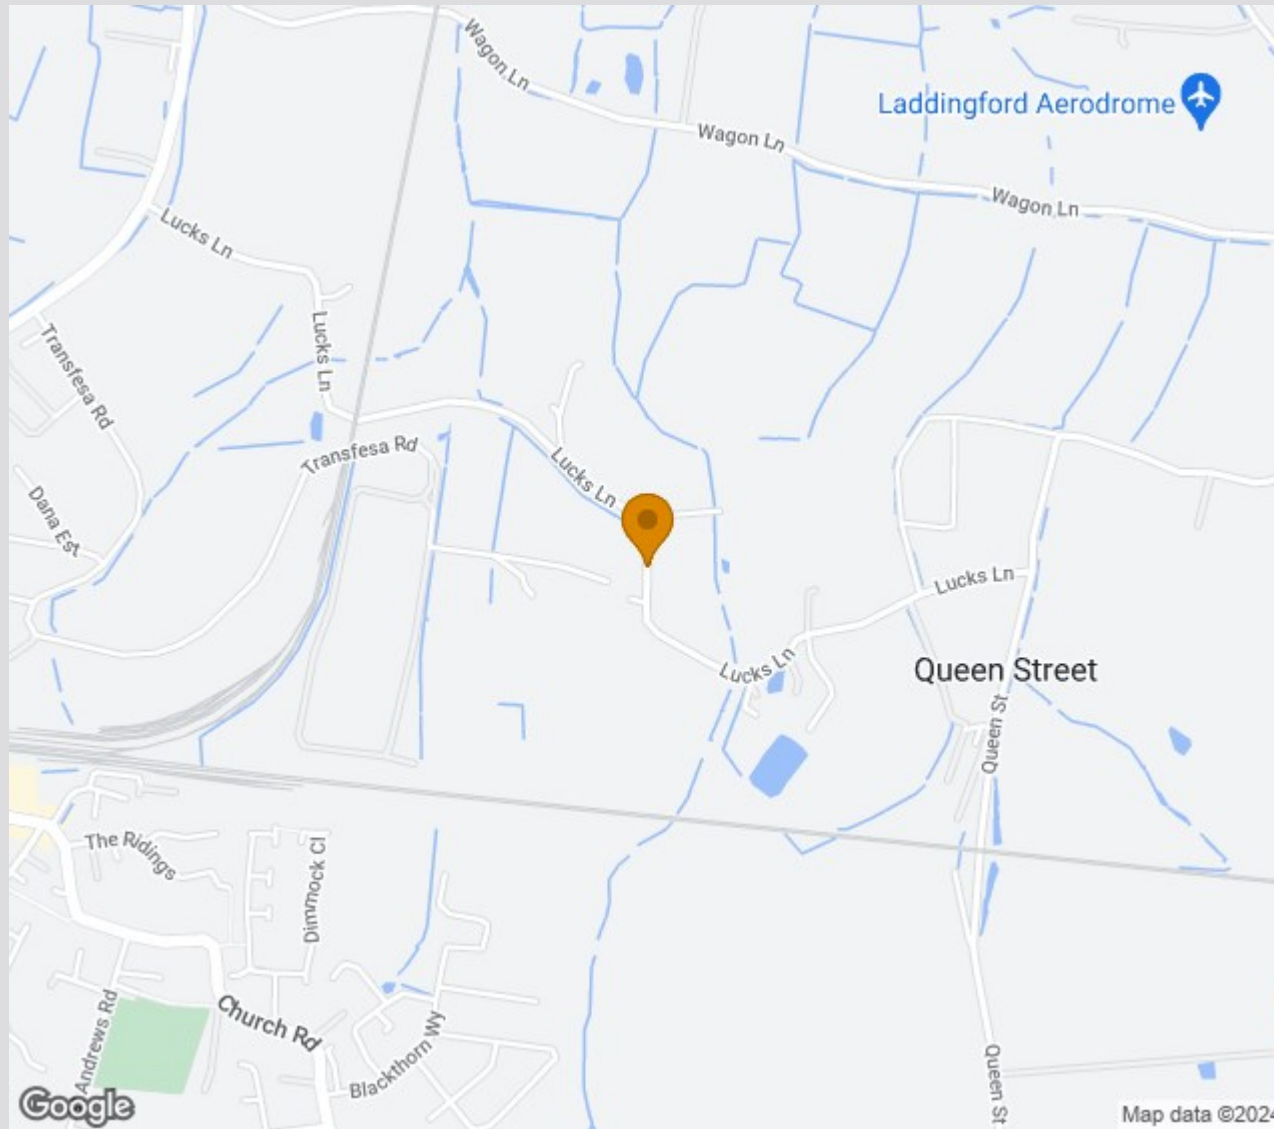 Wagon Ln
Laddingford Aerodrome
Wagon Ln
Wagon Ln
Lucks Ln
Lucks Ln
Transfesa Rd
Transfesa Rd
Lucks Ln
Dana Est
Lucks Ln
Lucks Ln
Queen Street
Queen St
The Ridings
Dimmock Cl
Andrews Rd
Church Rd
Blackthorn Wy
Queen St
Google
Map data ©2024